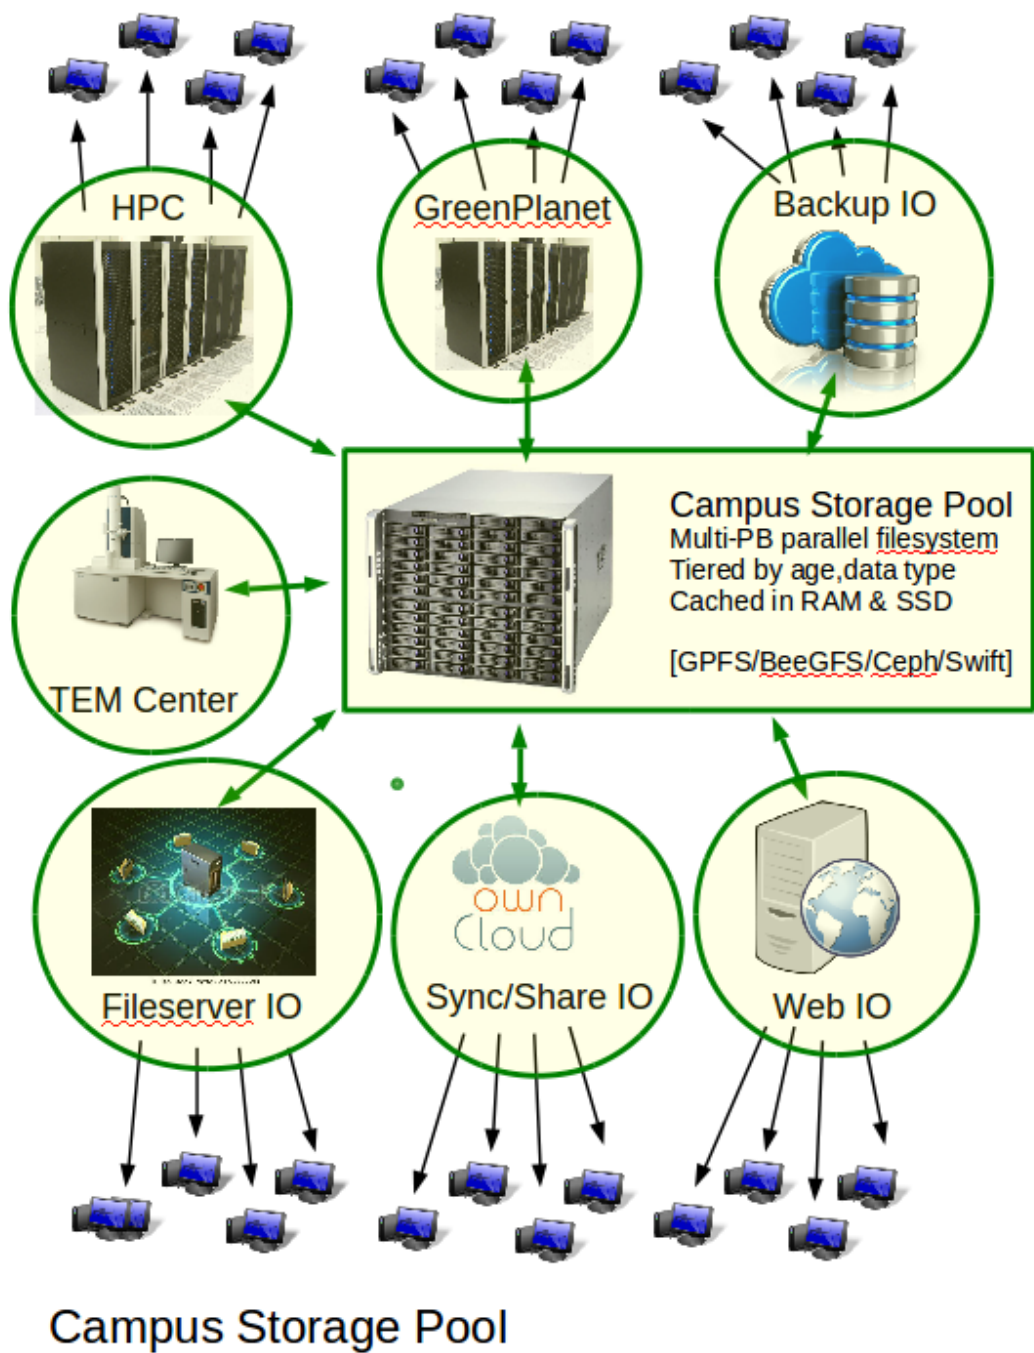 HPC
GreenPlanet
Backup IO
Campus Storage Pool
Multi-PB parallel filesystem
Tiered by age,data type
Cached in RAM & SSD
[GPFS/BeeGFS/Ceph/Swift]
TEM Center
own
Cloud
Fileserver IO
Sync/Share IO
Web IO
Campus Storage Pool